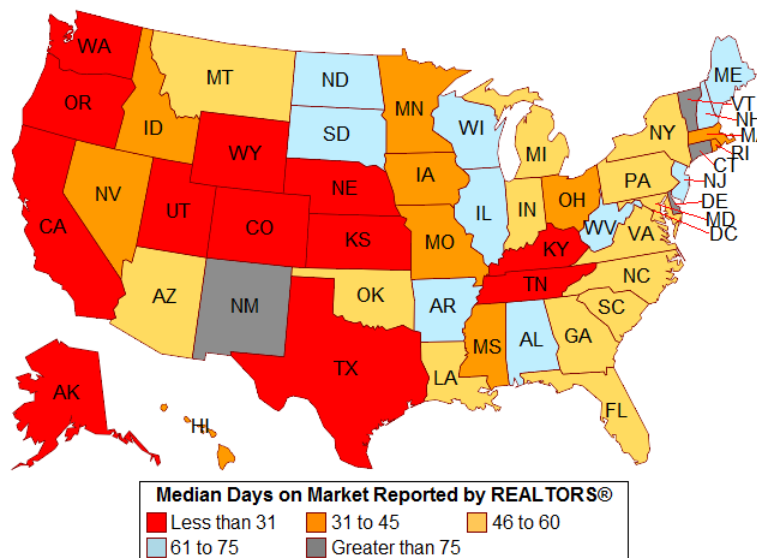 WA
MT
ND
ME
OR
MN
VT
ID
SD
WI
NH
NY
WY
MI
RI
CT
IA
PA
NJ
NV
NE
OH
DE
UT
IL
IN
MD
CA
CO
WV
VA
DC
KS
MO
KY
NC
TN
AZ
OK
AR
SC
NM
MS
AL
GA
TX
LA
AK
FL
HI
Median Days on Market Reported by REALTORS®
Less than 31
31 to 45
46 to 60
61 to 75
Greater than 75